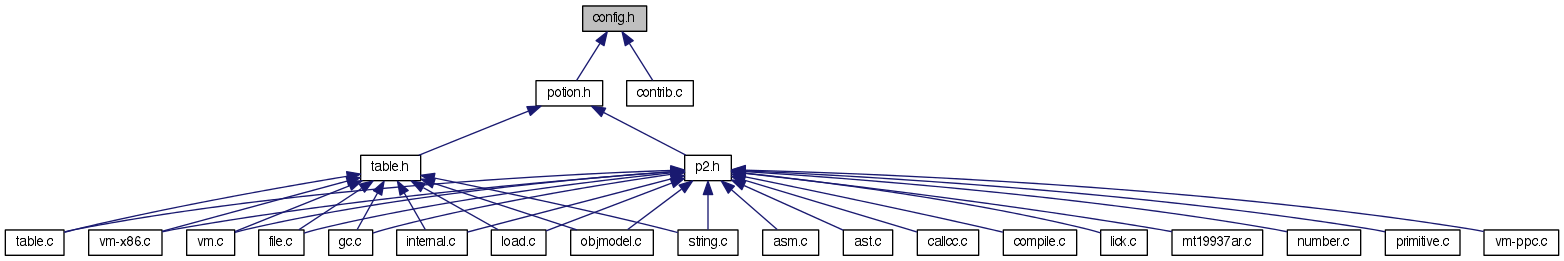 config.h
potion.h
contrib.c
table.h
p2.h
table.c
vm-x86.c
vm.c
file.c
gc.c
internal.c
load.c
objmodel.c
string.c
asm.c
ast.c
callcc.c
compile.c
lick.c
mt19937ar.c
number.c
primitive.c
vm-ppc.c